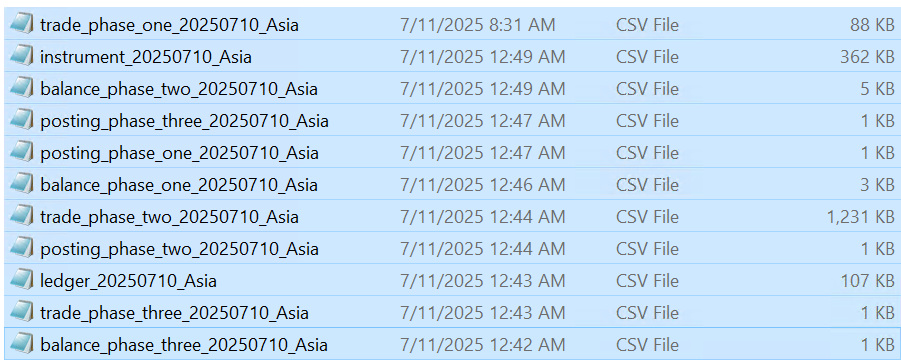 trade_phase_one_20250710_Asia 7/11/2025 8:31 AM CSV File 88 KB
instrument_20250710_Asia 7/11/2025 12:49 AM CSV File 362 KB
balance_phase_two_20250710_Asia 7/11/2025 12:49 AM CSV File 5 KB
posting_phase_three_20250710_Asia 7/11/2025 12:47 AM CSV File 1 KB
posting_phase_one_20250710_Asia 7/11/2025 12:47 AM CSV File 1 KB
balance_phase_one_20250710_Asia 7/11/2025 12:46 AM CSV File 3 KB
trade_phase_two_20250710_Asia 7/11/2025 12:44 AM CSV File 1,231 KB
posting_phase_two_20250710_Asia 7/11/2025 12:44 AM CSV File 1 KB
ledger_20250710_Asia 7/11/2025 12:43 AM CSV File 107 KB
trade_phase_three_20250710_Asia 7/11/2025 12:43 AM CSV File 1 KB
balance_phase_three_20250710_Asia 7/11/2025 12:42 AM CSV File 1 KB